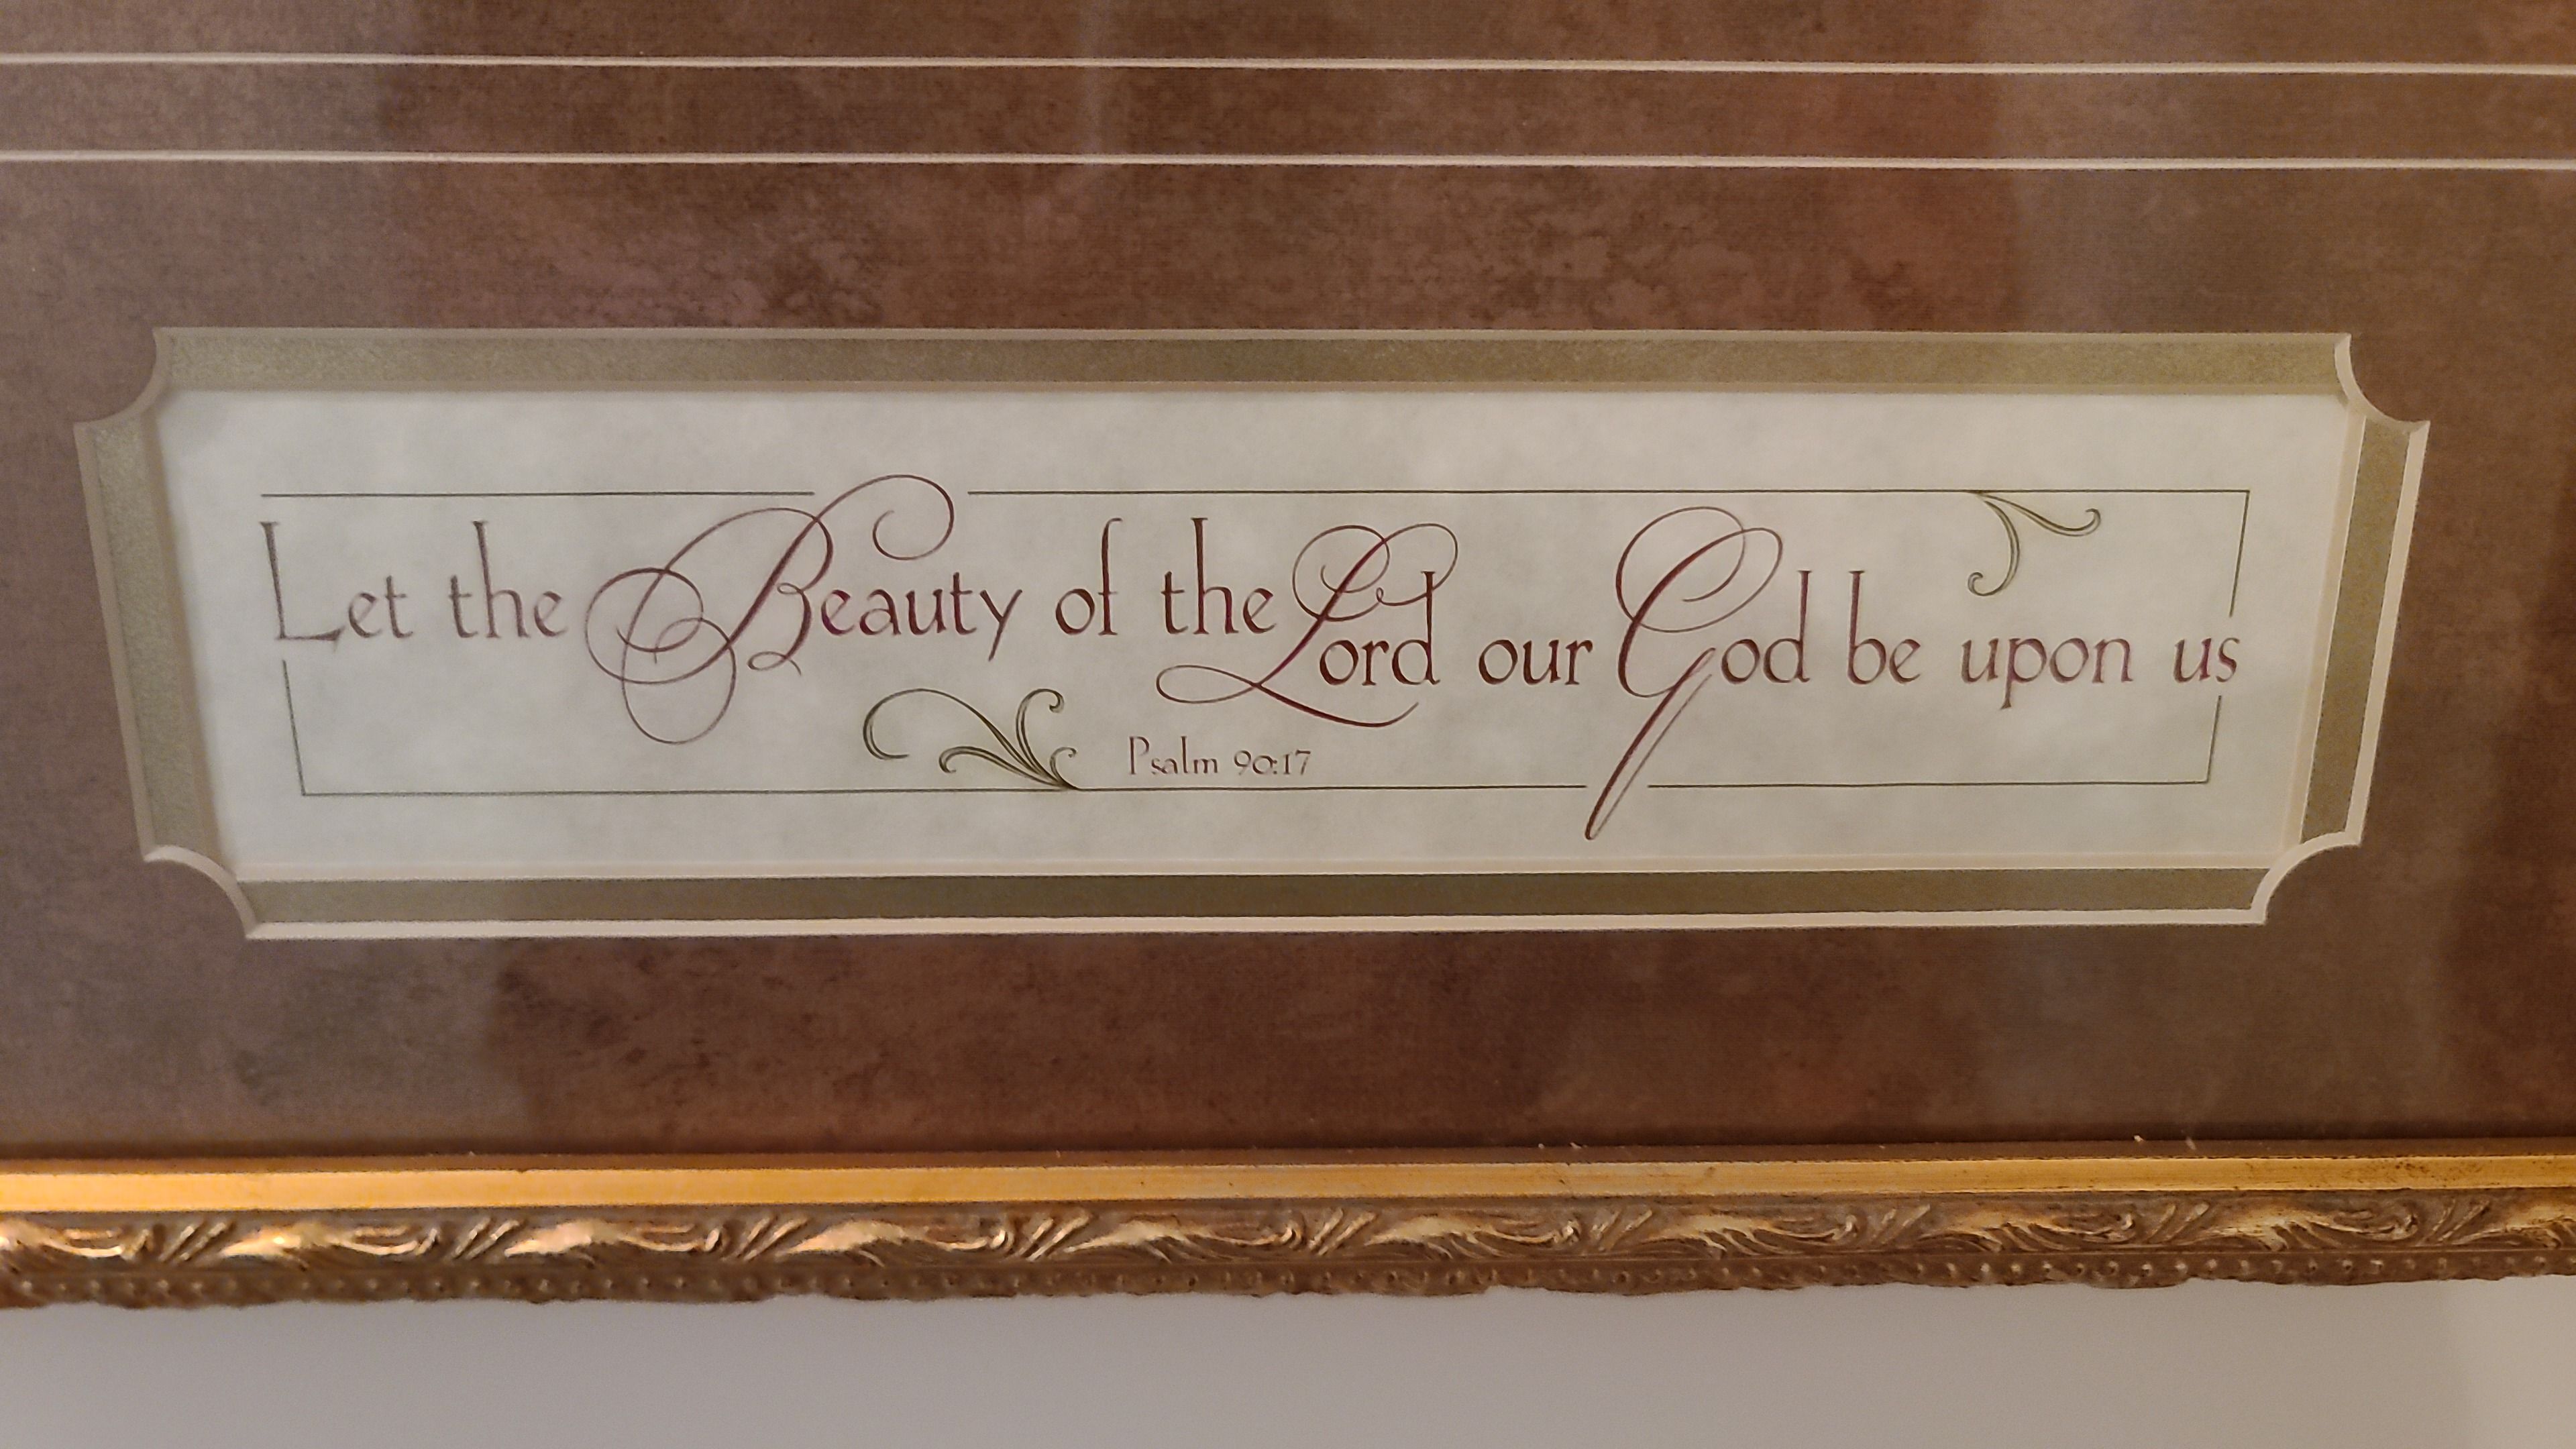 Let the Beauty of the Lord our God be upon us
Psalm 90:17